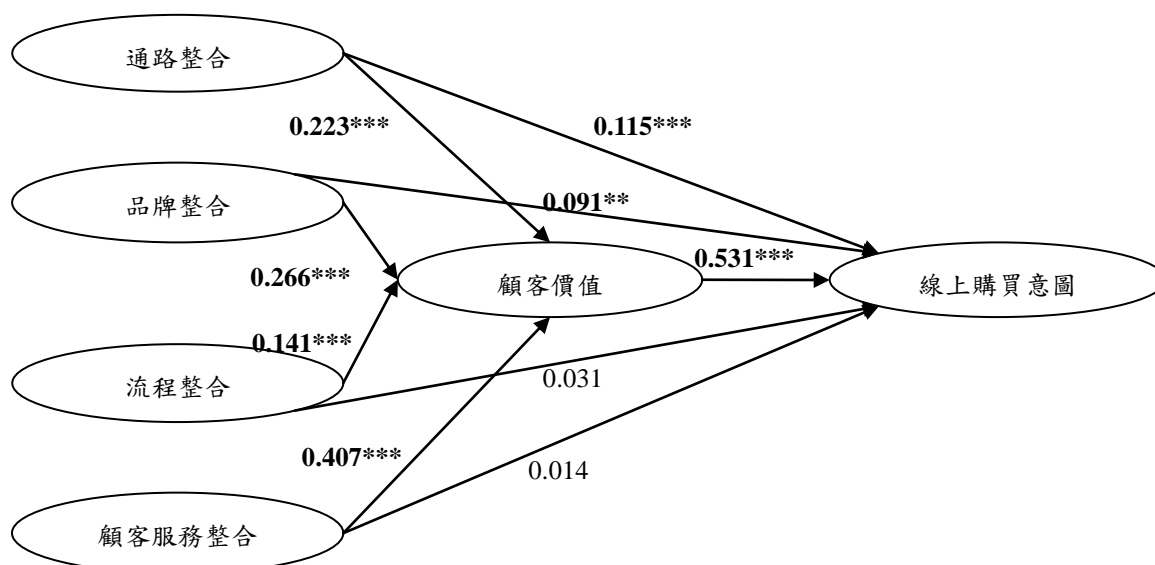 通路整合
0.223***
0.115***
品牌整合
0.091**
0.266***
顧客價值
0.531***
線上購買意圖
0.141***
流程整合
0.031
0.407***
0.014
顧客服務整合